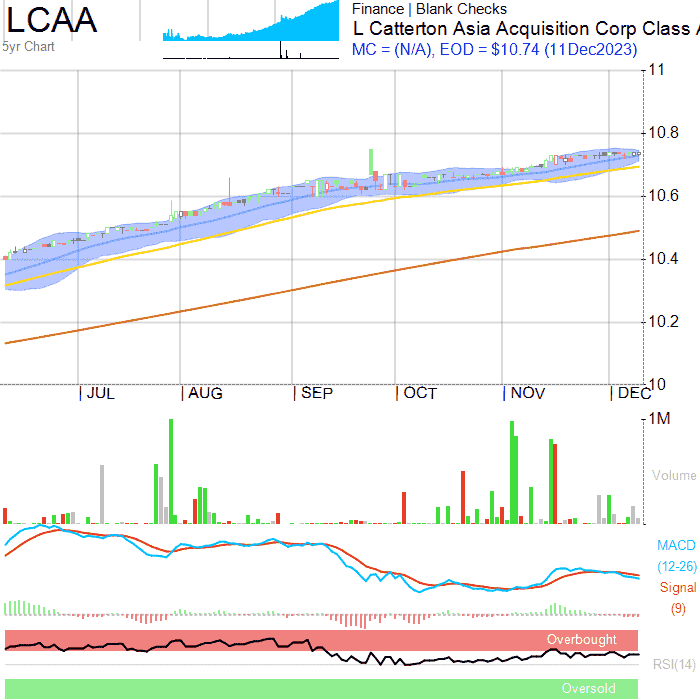 LCAA
5yr Chart
Finance | Blank Checks
L Catterton Asia Acquisition Corp Class A
MC = (N/A), EOD = $10.74 (11Dec2023)
11
10.8
10.6
10.4
10.2
10
| JUL | AUG | SEP | OCT | NOV | DEC
1M
Volume
MACD
(12-26)
Signal
(9)
Overbought
RSI(14)
Oversold